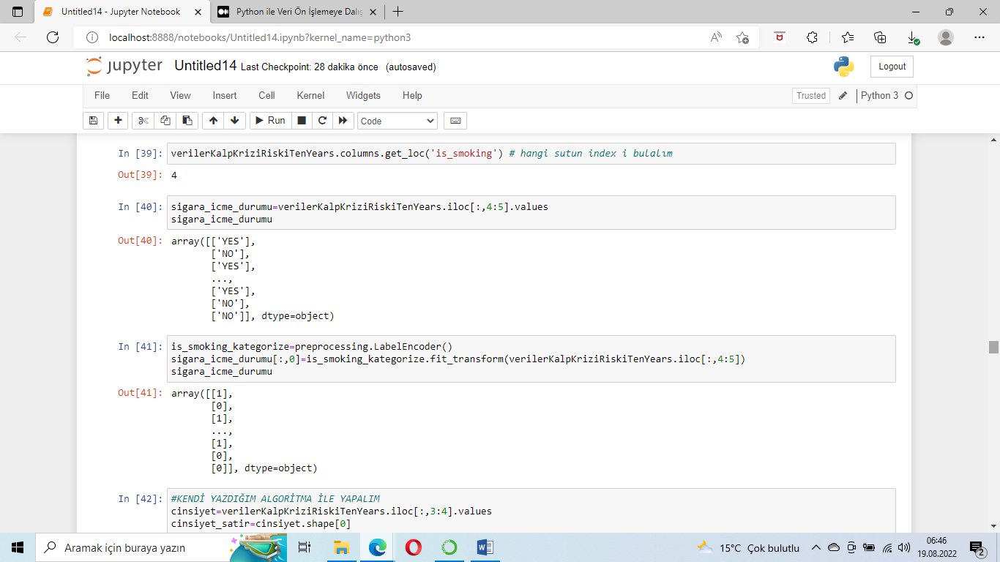 Untitled14 - Jupyter Notebook
Python ile Veri Ön İşlemeye Dalış
localhost:8888/notebooks/Untitled14.ipynb?kernel_name=python3
jupyter Untitled14 Last Checkpoint: 28 dakika önce (autosaved)
Logout
File Edit View Insert Cell Kernel Widgets Help
Trusted
Python 3
Run
Code
In [39]: verilerKalpKriziRiskiTenYears.columns.get_loc('is_smoking') # hangi sutun index i bulalım
Out[39]: 4
In [40]: sigara_icme_durumu=verilerKalpKriziRiskiTenYears.iloc[:,4:5].values
sigara_icme_durumu
Out[40]: array([['YES'],
['NO'],
['YES'],
...,
['YES'],
['NO'],
['NO']], dtype=object)
In [41]: is_smoking_kategorize=preprocessing.LabelEncoder()
sigara_icme_durumu[:,0]=is_smoking_kategorize.fit_transform(verilerKalpKriziRiskiTenYears.iloc[:,4:5])
sigara_icme_durumu
Out[41]: array([[1],
[0],
[1],
...,
[1],
[0],
[0]], dtype=object)
In [42]: #KENDİ YAZDIĞIM ALGORİTMA İLE YAPALIM
cinsiyet=verilerKalpKriziRiskiTenYears.iloc[:,3:4].values
cinsiyet_satir=cinsiyet.shape[0]
Aramak için buraya yazın
15°C Çok bulutlu
06:46
19.08.2022
2